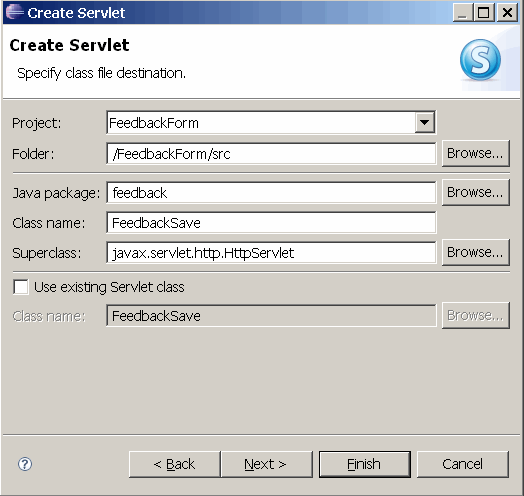 Create Servlet
Create Servlet
Specify class file destination.
S
Project: FeedbackForm
Folder: /FeedbackForm/src Browse...
Java package: feedback Browse...
Class name: FeedbackSave
Superclass: javax.servlet.http.HttpServlet Browse...
Use existing Servlet class
Class name: FeedbackSave Browse...
? < Back Next > Finish Cancel